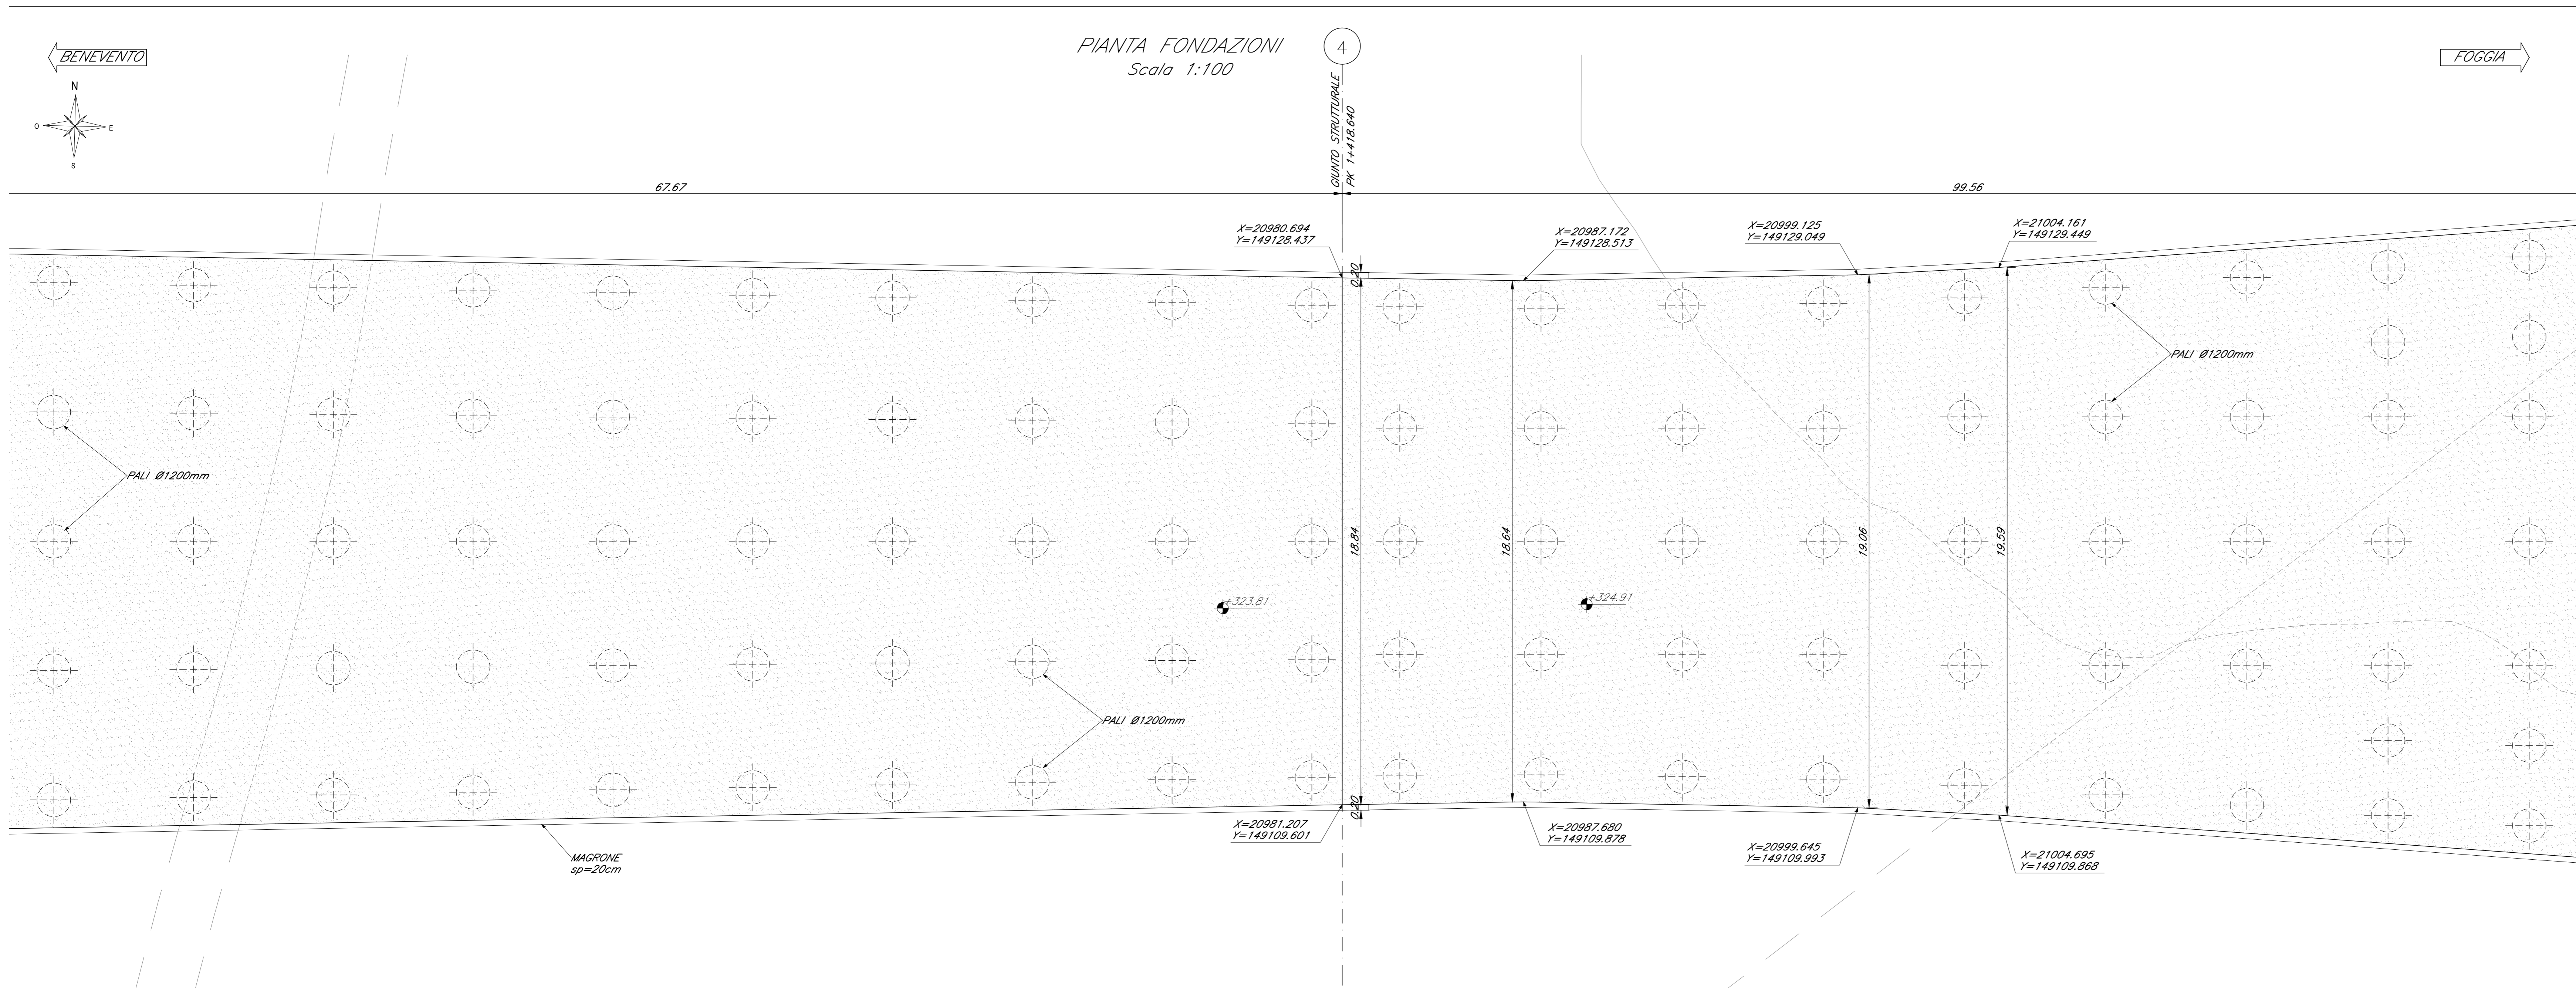 PIANTA FONDAZIONI
Scala 1:100
4
BENEVENTO
FOGGIA
N
O
E
S
GIUNTO STRUTTURALE
PK 1+418.640
67.67
99.56
X=20980.694
Y=149128.437
X=20987.172
Y=149128.513
X=20999.125
Y=149129.049
X=21004.161
Y=149129.449
0.20
PALI Ø1200mm
PALI Ø1200mm
18.84
18.64
19.06
19.59
+323.81
+324.91
PALI Ø1200mm
0.20
X=20981.207
Y=149109.601
X=20987.680
Y=149109.878
X=20999.645
Y=149109.993
X=21004.695
Y=149109.868
MAGRONE
sp=20cm